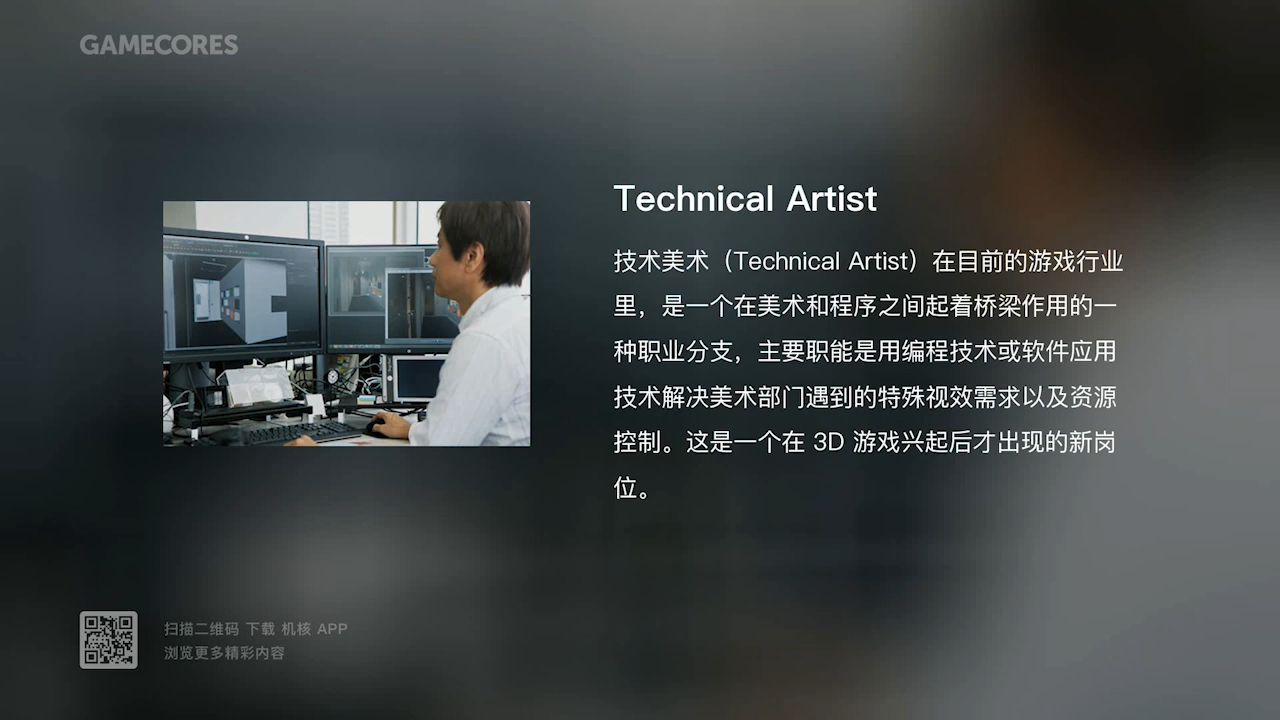 GAMECORES
Technical Artist
技术美术（Technical Artist）在目前的游戏行业
里，是一个在美术和程序之间起着桥梁作用的一
种职业分支，主要职能是用编程技术或软件应用
技术解决美术部门遇到的特殊视效需求以及资源
控制。这是一个在 3D 游戏兴起后才出现的新岗
位。
扫描二维码 下载 机核 APP
浏览更多精彩内容